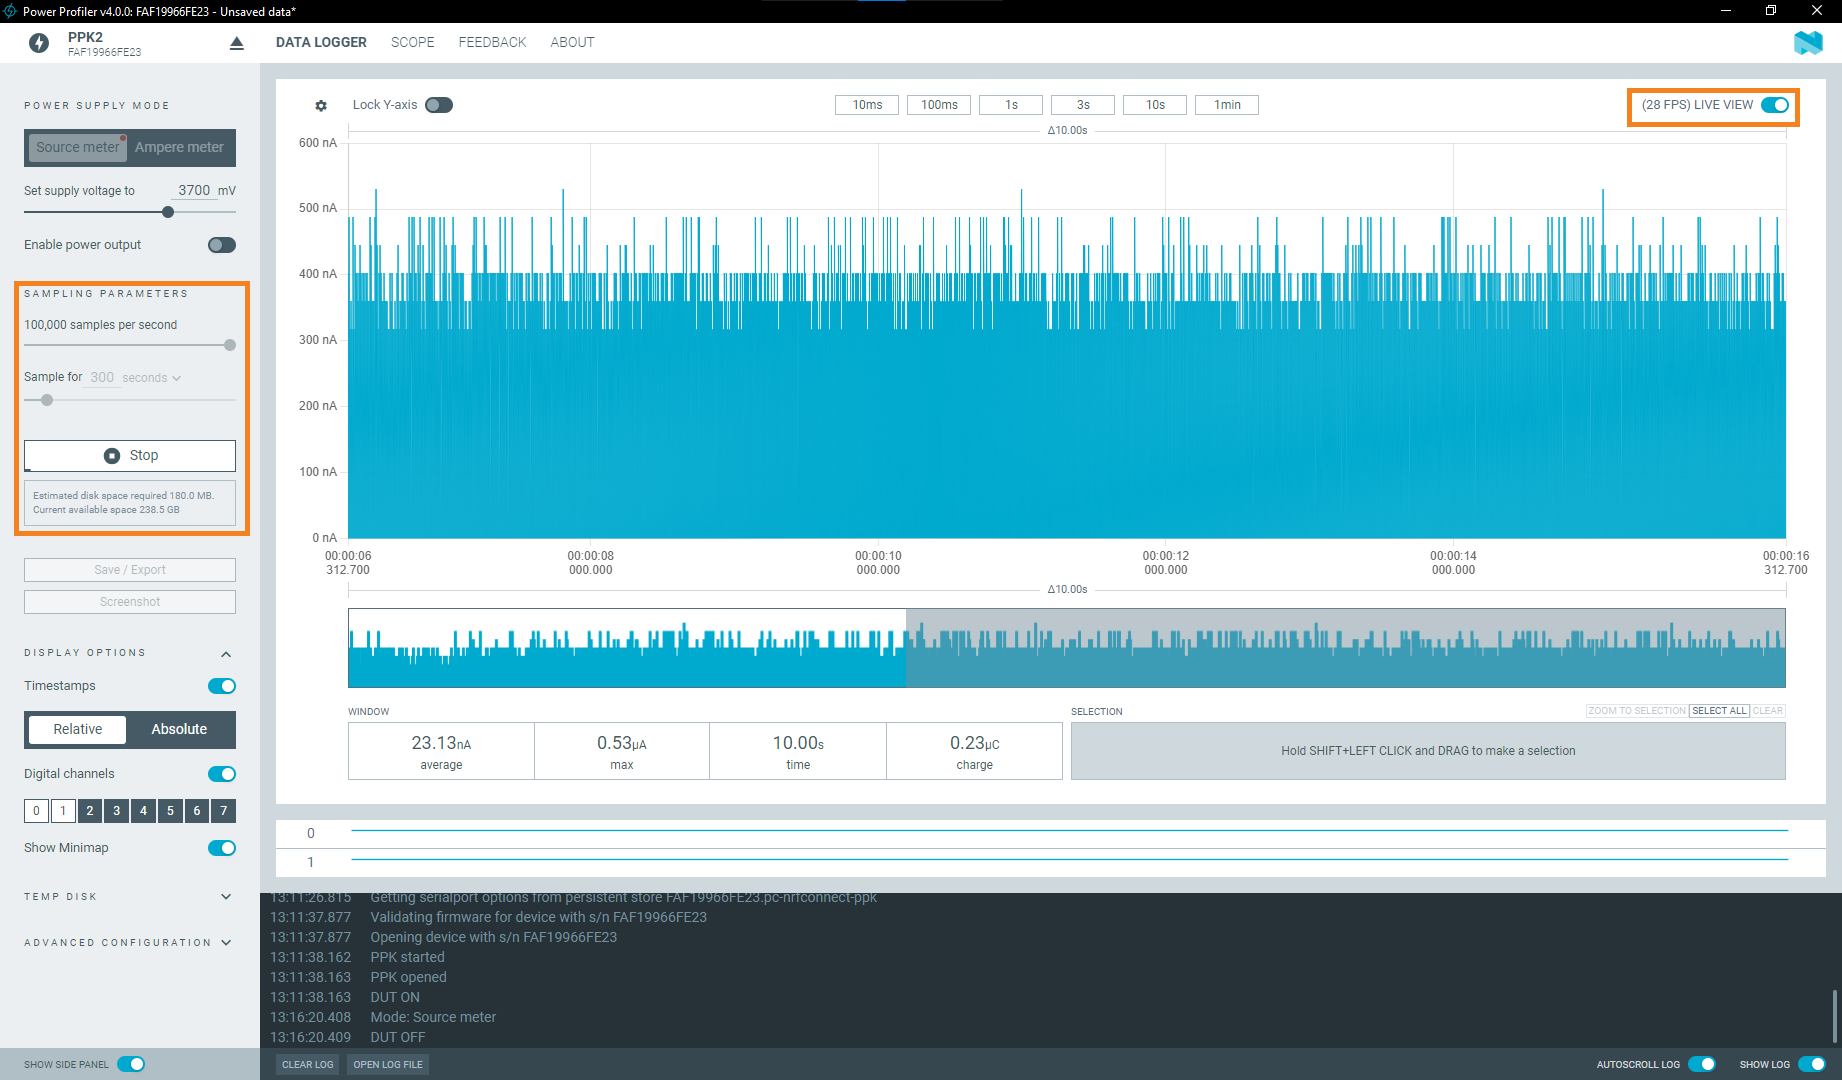 Power Profiler v4.0.0: FAF19966FE23 - Unsaved data*
PPK2
FAF19966FE23
DATA LOGGER
SCOPE
FEEDBACK
ABOUT
POWER SUPPLY MODE
Source meter
Ampere meter
Set supply voltage to 3700 mV
Enable power output
SAMPLING PARAMETERS
100,000 samples per second
Sample for 300 seconds
Stop
Estimated disk space required 180.0 MB.
Current available space 238.5 GB
Save / Export
Screenshot
DISPLAY OPTIONS
Timestamps
Relative
Absolute
Digital channels
0 1 2 3 4 5 6 7
Show Minimap
TEMP DISK
ADVANCED CONFIGURATION
SHOW SIDE PANEL
Lock Y-axis
10ms
100ms
1s
3s
10s
1min
(28 FPS) LIVE VIEW
Δ10.00s
600 nA
500 nA
400 nA
300 nA
200 nA
100 nA
0 nA
00:00:06
312.700
00:00:08
000.000
00:00:10
000.000
00:00:12
000.000
00:00:14
000.000
00:00:16
312.700
Δ10.00s
WINDOW
23.13nA
average
0.53μA
max
10.00s
time
0.23μC
charge
SELECTION
ZOOM TO SELECTION
SELECT ALL
CLEAR
Hold SHIFT+LEFT CLICK and DRAG to make a selection
0
1
13:11:26.815 Getting serialport options from persistent store FAF19966FE23.pc-nrfconnect-ppk
13:11:37.877 Validating firmware for device with s/n FAF19966FE23
13:11:37.877 Opening device with s/n FAF19966FE23
13:11:38.162 PPK started
13:11:38.163 PPK opened
13:11:38.163 DUT ON
13:16:20.408 Mode: Source meter
13:16:20.409 DUT OFF
CLEAR LOG
OPEN LOG FILE
AUTOSCROLL LOG
SHOW LOG